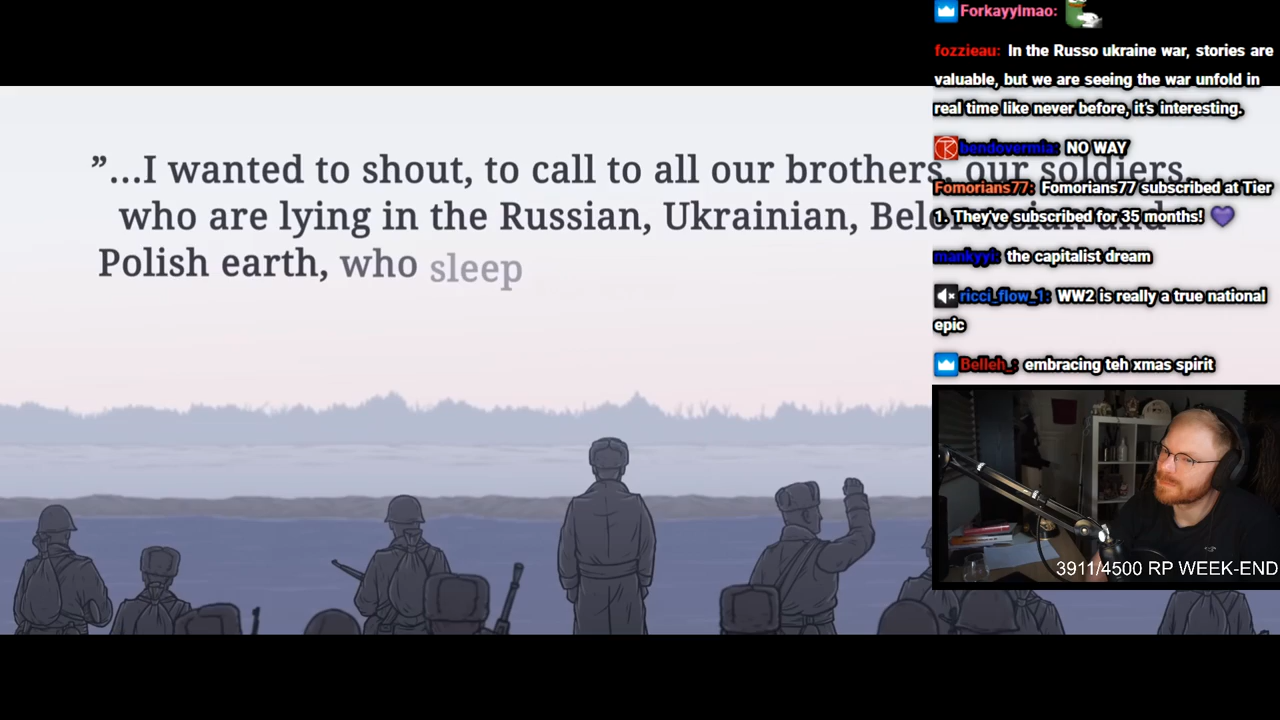 ”...I wanted to shout, to call to all our brothers, our soldiers,
who are lying in the Russian, Ukrainian, and
Polish earth, who sleep
Forkayylmao:
fozzieau: In the Russo ukraine war, stories are
valuable, but we are seeing the war unfold in
real time like never before, it's interesting.
bendovermia: NO WAY
Fomorians77: Fomorians77 subscribed at Tier
1. They've subscribed for 35 months!
mankyyi: the capitalist dream
ricci_flow_1: WW2 is really a true national
epic
Belleh_: embracing teh xmas spirit
3911/4500 RP WEEK-END